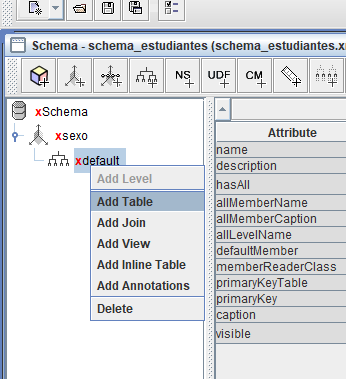 Schema - schema_estudiantes (schema_estudiantes.x
NS UDF CM
xSchema
xsexo
xdefault
Add Level
Add Table
Add Join
Add View
Add Inline Table
Add Annotations
Delete
Attribute
name
description
hasAll
allMemberName
allMemberCaption
allLevelName
defaultMember
memberReaderClass
primaryKeyTable
primaryKey
caption
visible